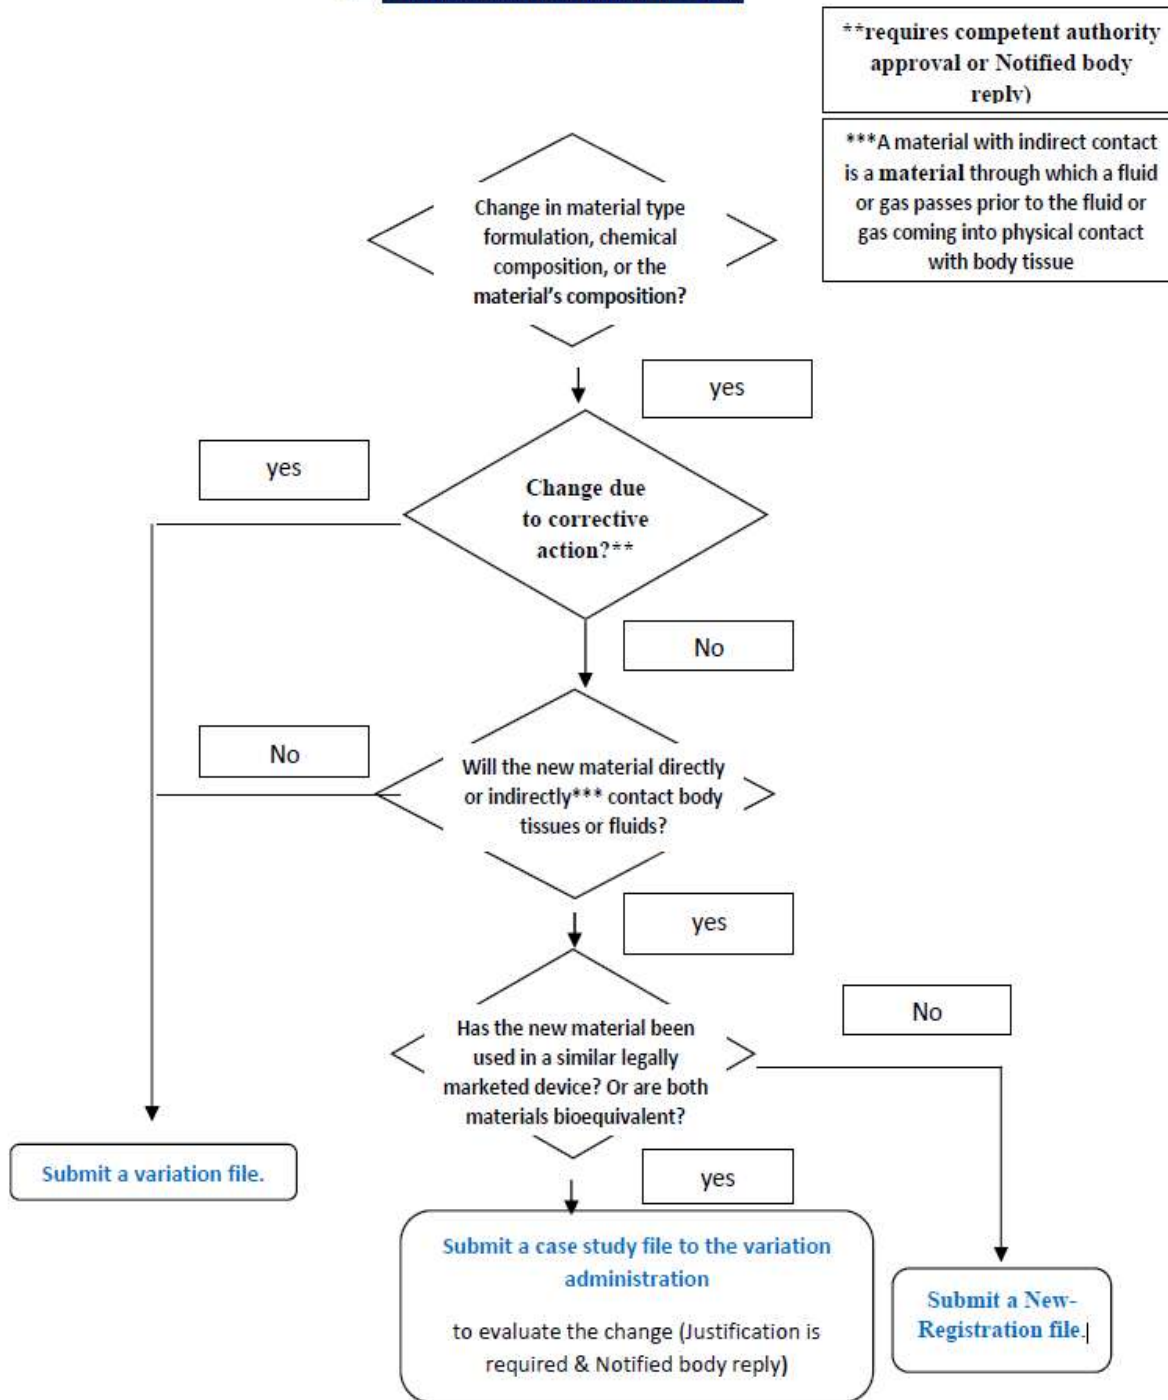 **requires competent authority
approval or Notified body
reply)
***A material with indirect contact
is a material through which a fluid
or gas passes prior to the fluid or
gas coming into physical contact
with body tissue
Change in material type
formulation, chemical
composition, or the
material's composition?
yes
yes
Change due
to corrective
action?**
No
No
Will the new material directly
or indirectly*** contact body
tissues or fluids?
yes
No
Has the new material been
used in a similar legally
marketed device? Or are both
materials bioequivalent?
yes
Submit a variation file.
Submit a case study file to the variation
administration
to evaluate the change (Justification is
required & Notified body reply)
Submit a New-
Registration file.